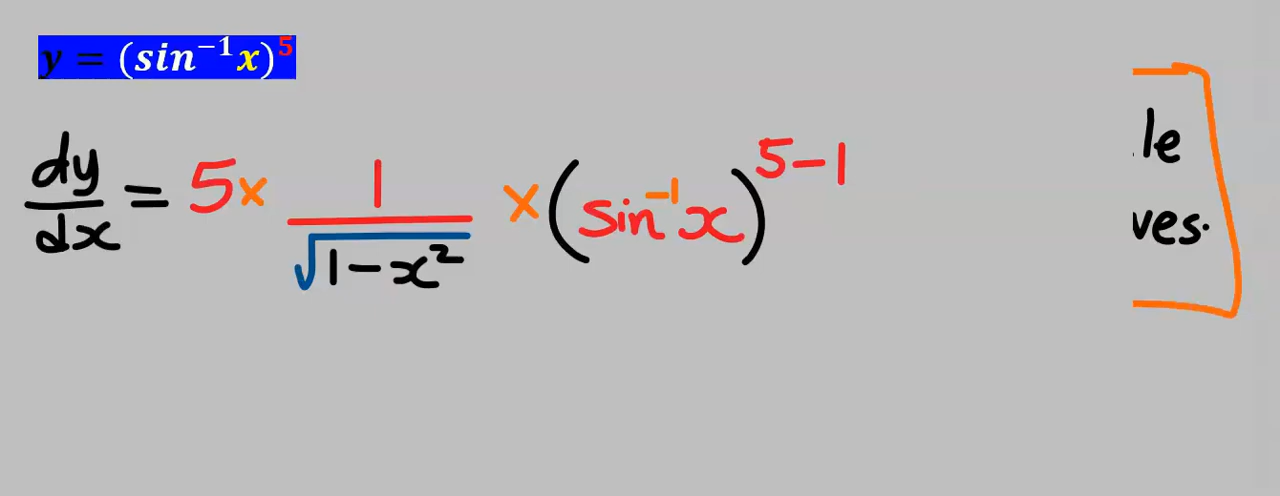 y = (sin⁻¹x)⁵
dy/dx = 5 × 1/√(1−x²) × (sin⁻¹x)⁵⁻¹
le
ves.